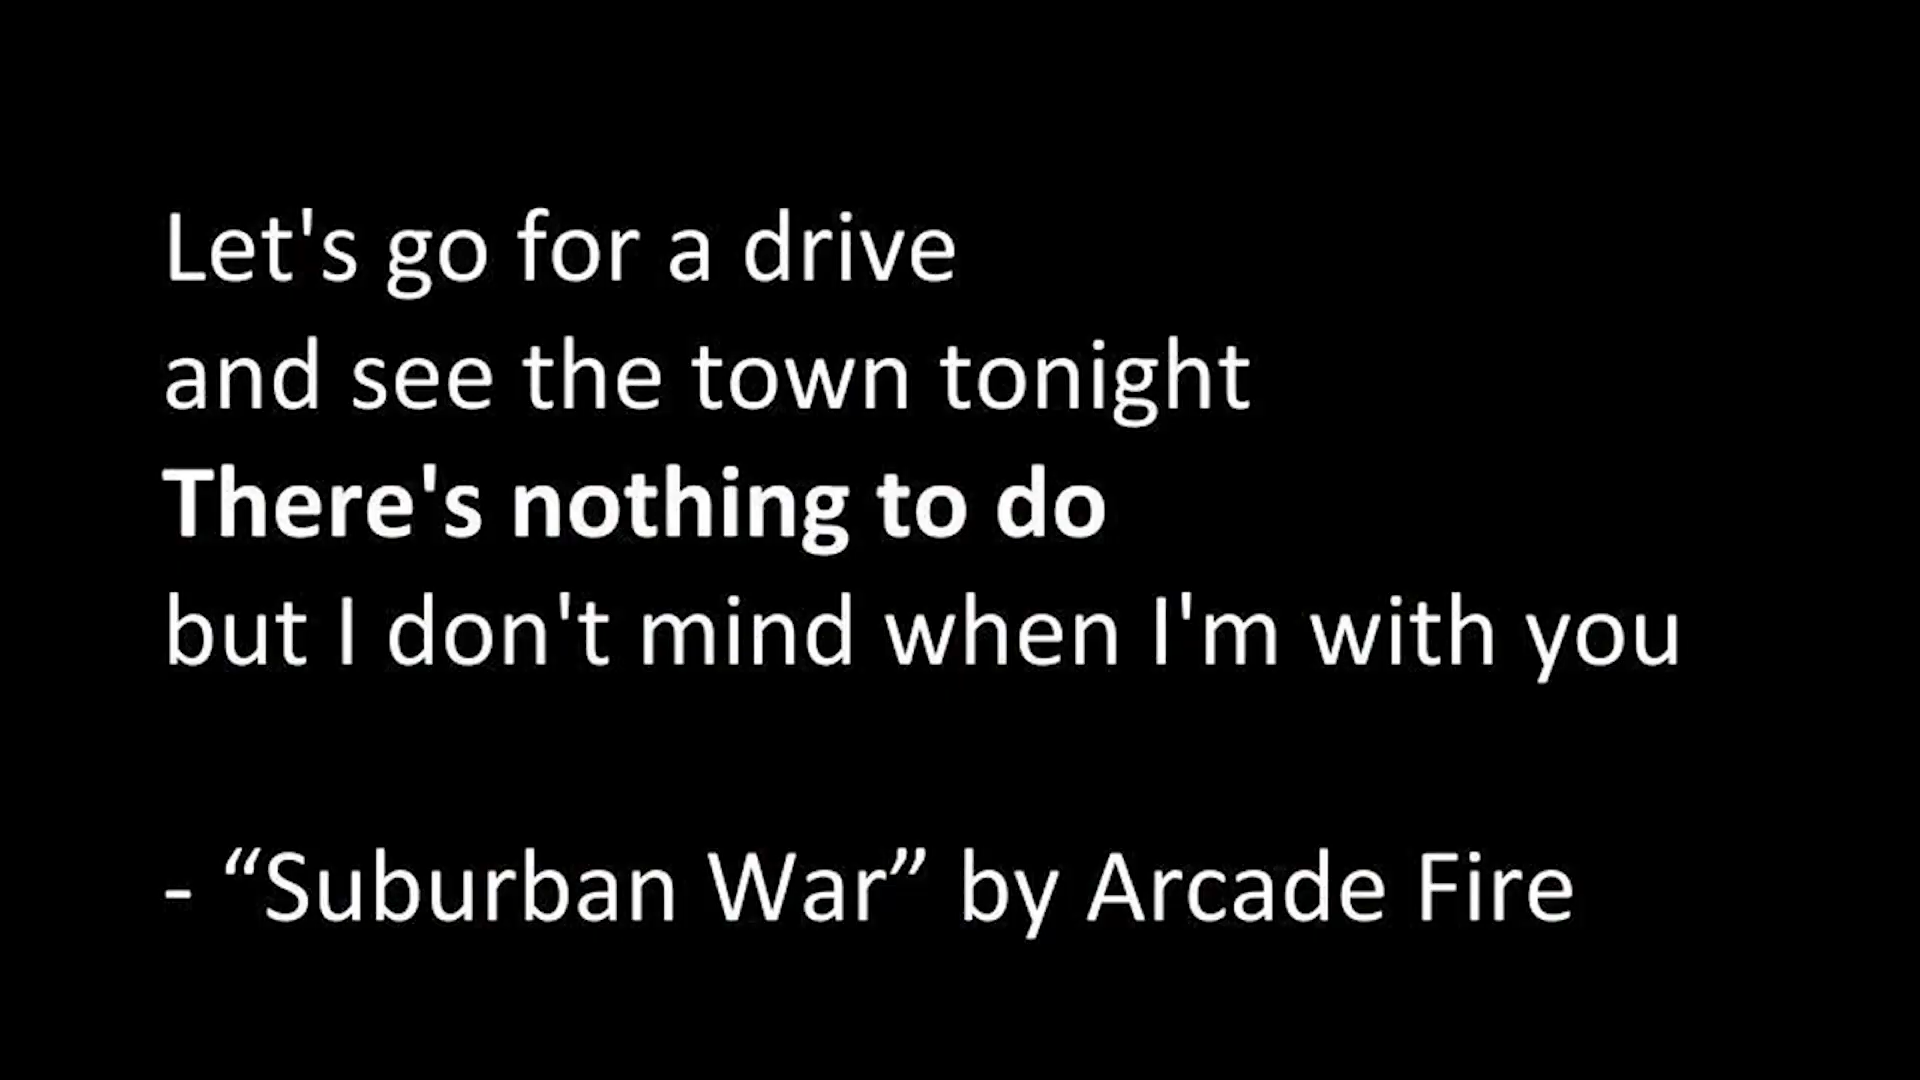 Let's go for a drive
and see the town tonight
There's nothing to do
but I don't mind when I'm with you
- “Suburban War” by Arcade Fire